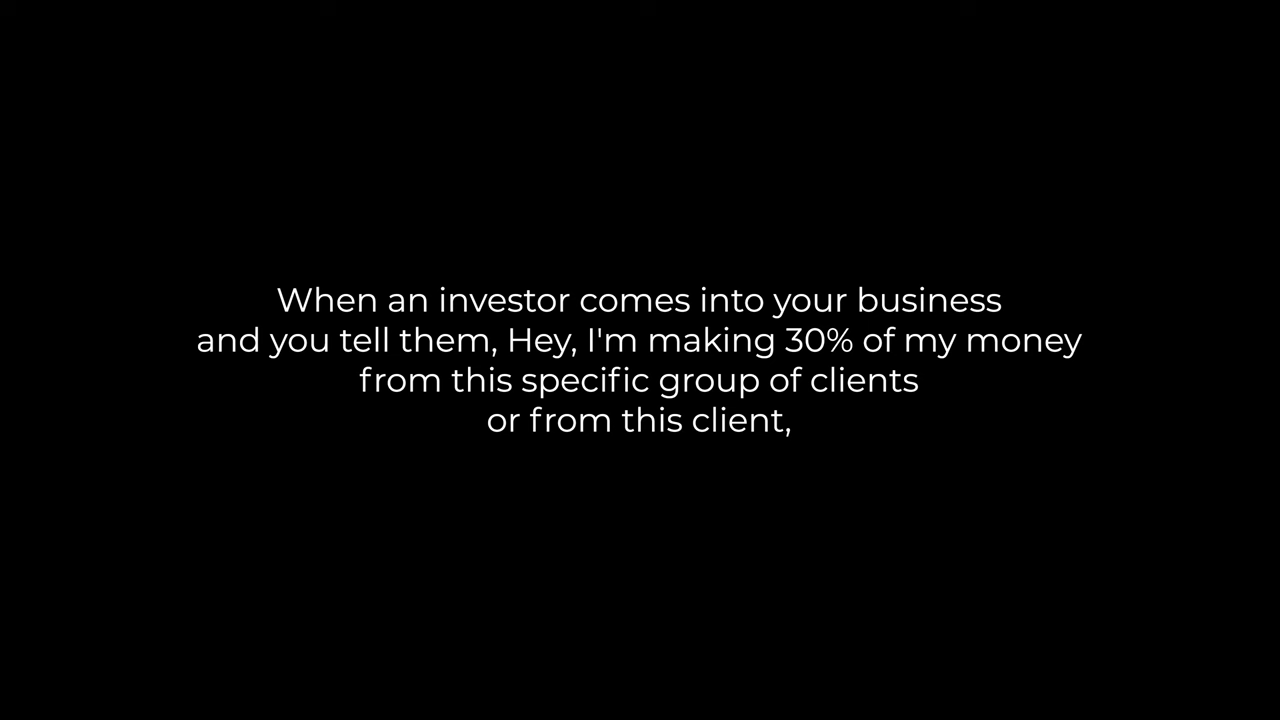 When an investor comes into your business
and you tell them, Hey, I'm making 30% of my money
from this specific group of clients
or from this client,